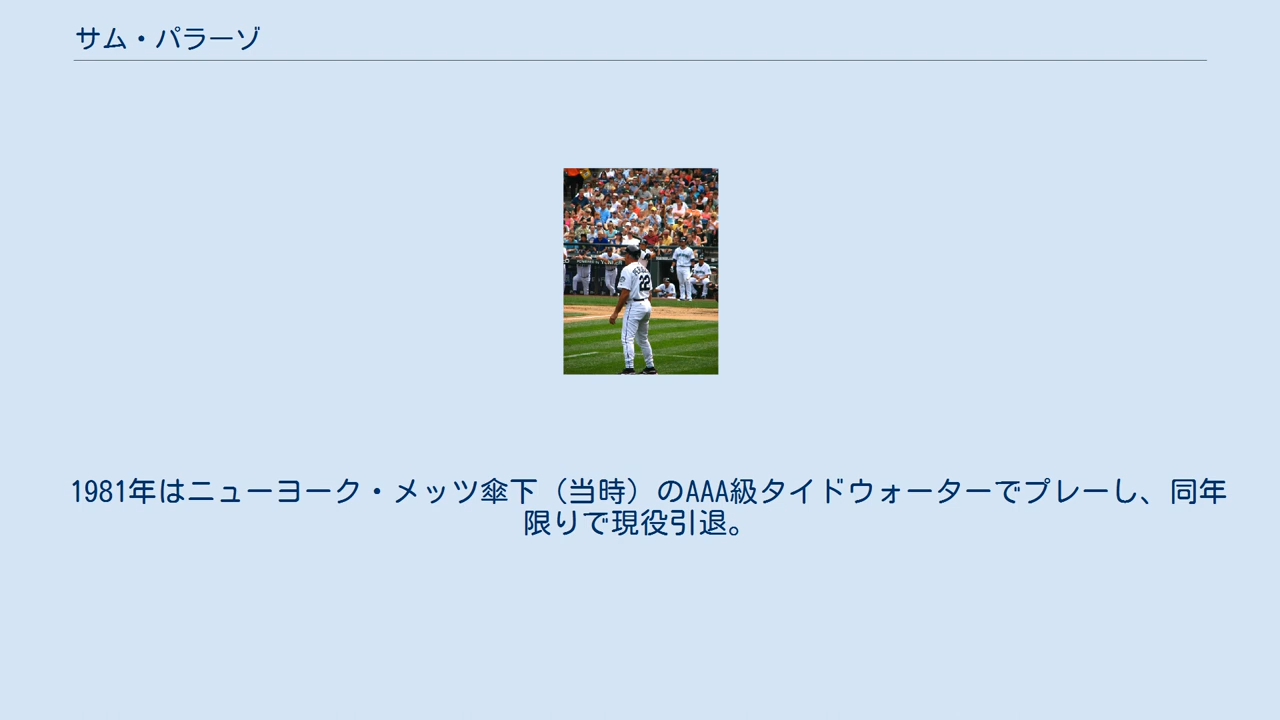 サム・パラーゾ
22
1981年はニューヨーク・メッツ傘下（当時）のAAA級タイドウォーターでプレーし、同年
限りで現役引退。